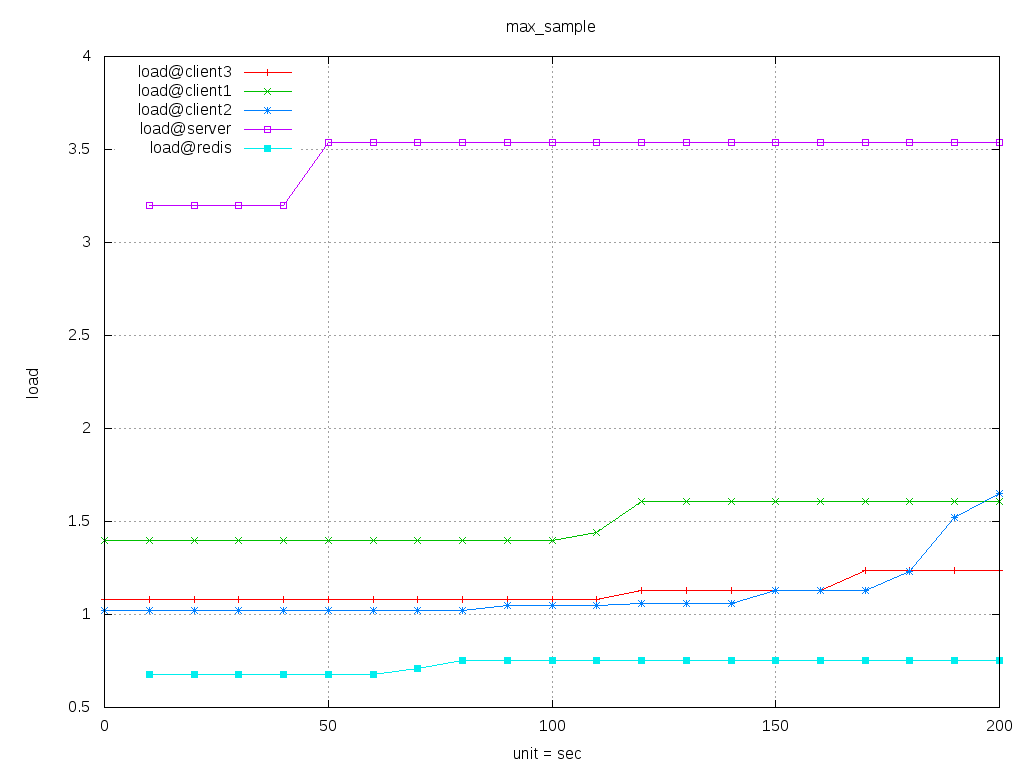 max_sample
load@client3
load@client1
load@client2
load@server
load@redis
4
3.5
3
2.5
2
1.5
1
0.5
load
0 50 100 150 200
unit = sec